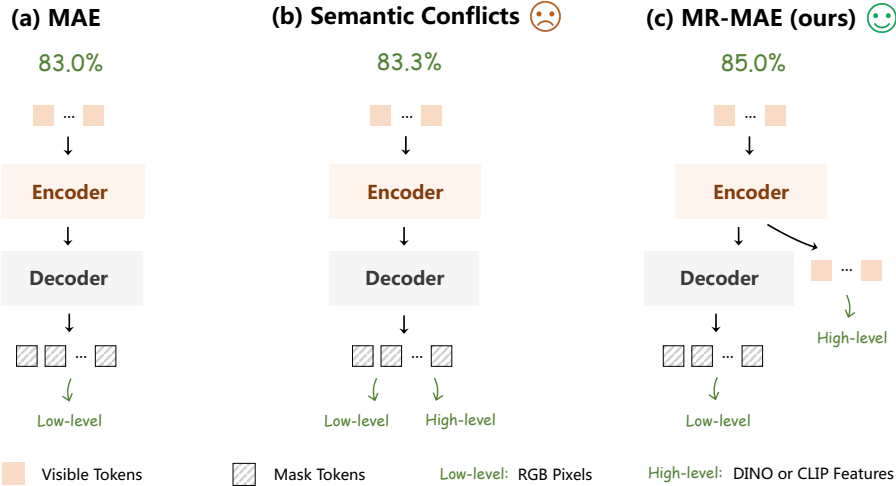 (a) MAE
(b) Semantic Conflicts
(c) MR-MAE (ours)
83.0%
83.3%
85.0%
...
...
...
Encoder
Encoder
Encoder
Decoder
Decoder
Decoder
...
High-level
...
...
...
Low-level
Low-level
High-level
Low-level
Visible Tokens
Mask Tokens
Low-level: RGB Pixels
High-level: DINO or CLIP Features